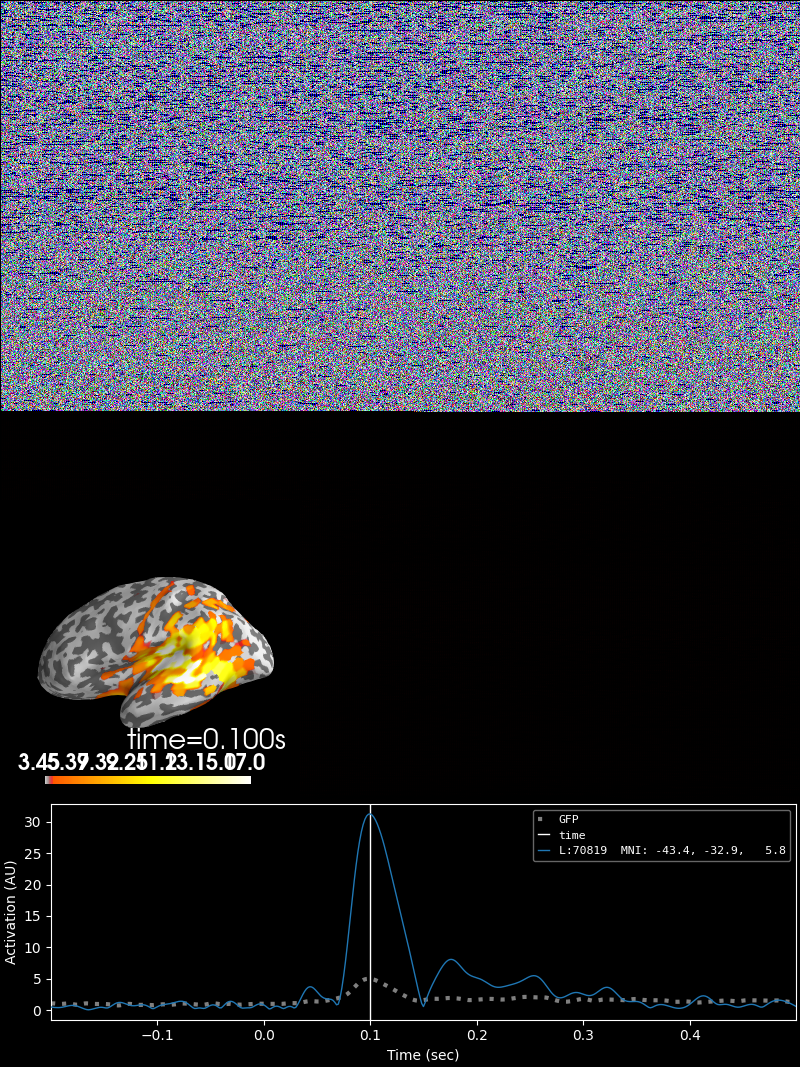 time=0.100s
30
25
20
15
10
5
0
Activation (AU)
GFP
time
L:70819 MNI: -43.4, -32.9, 5.8
−0.1 0.0 0.1 0.2 0.3 0.4
Time (sec)